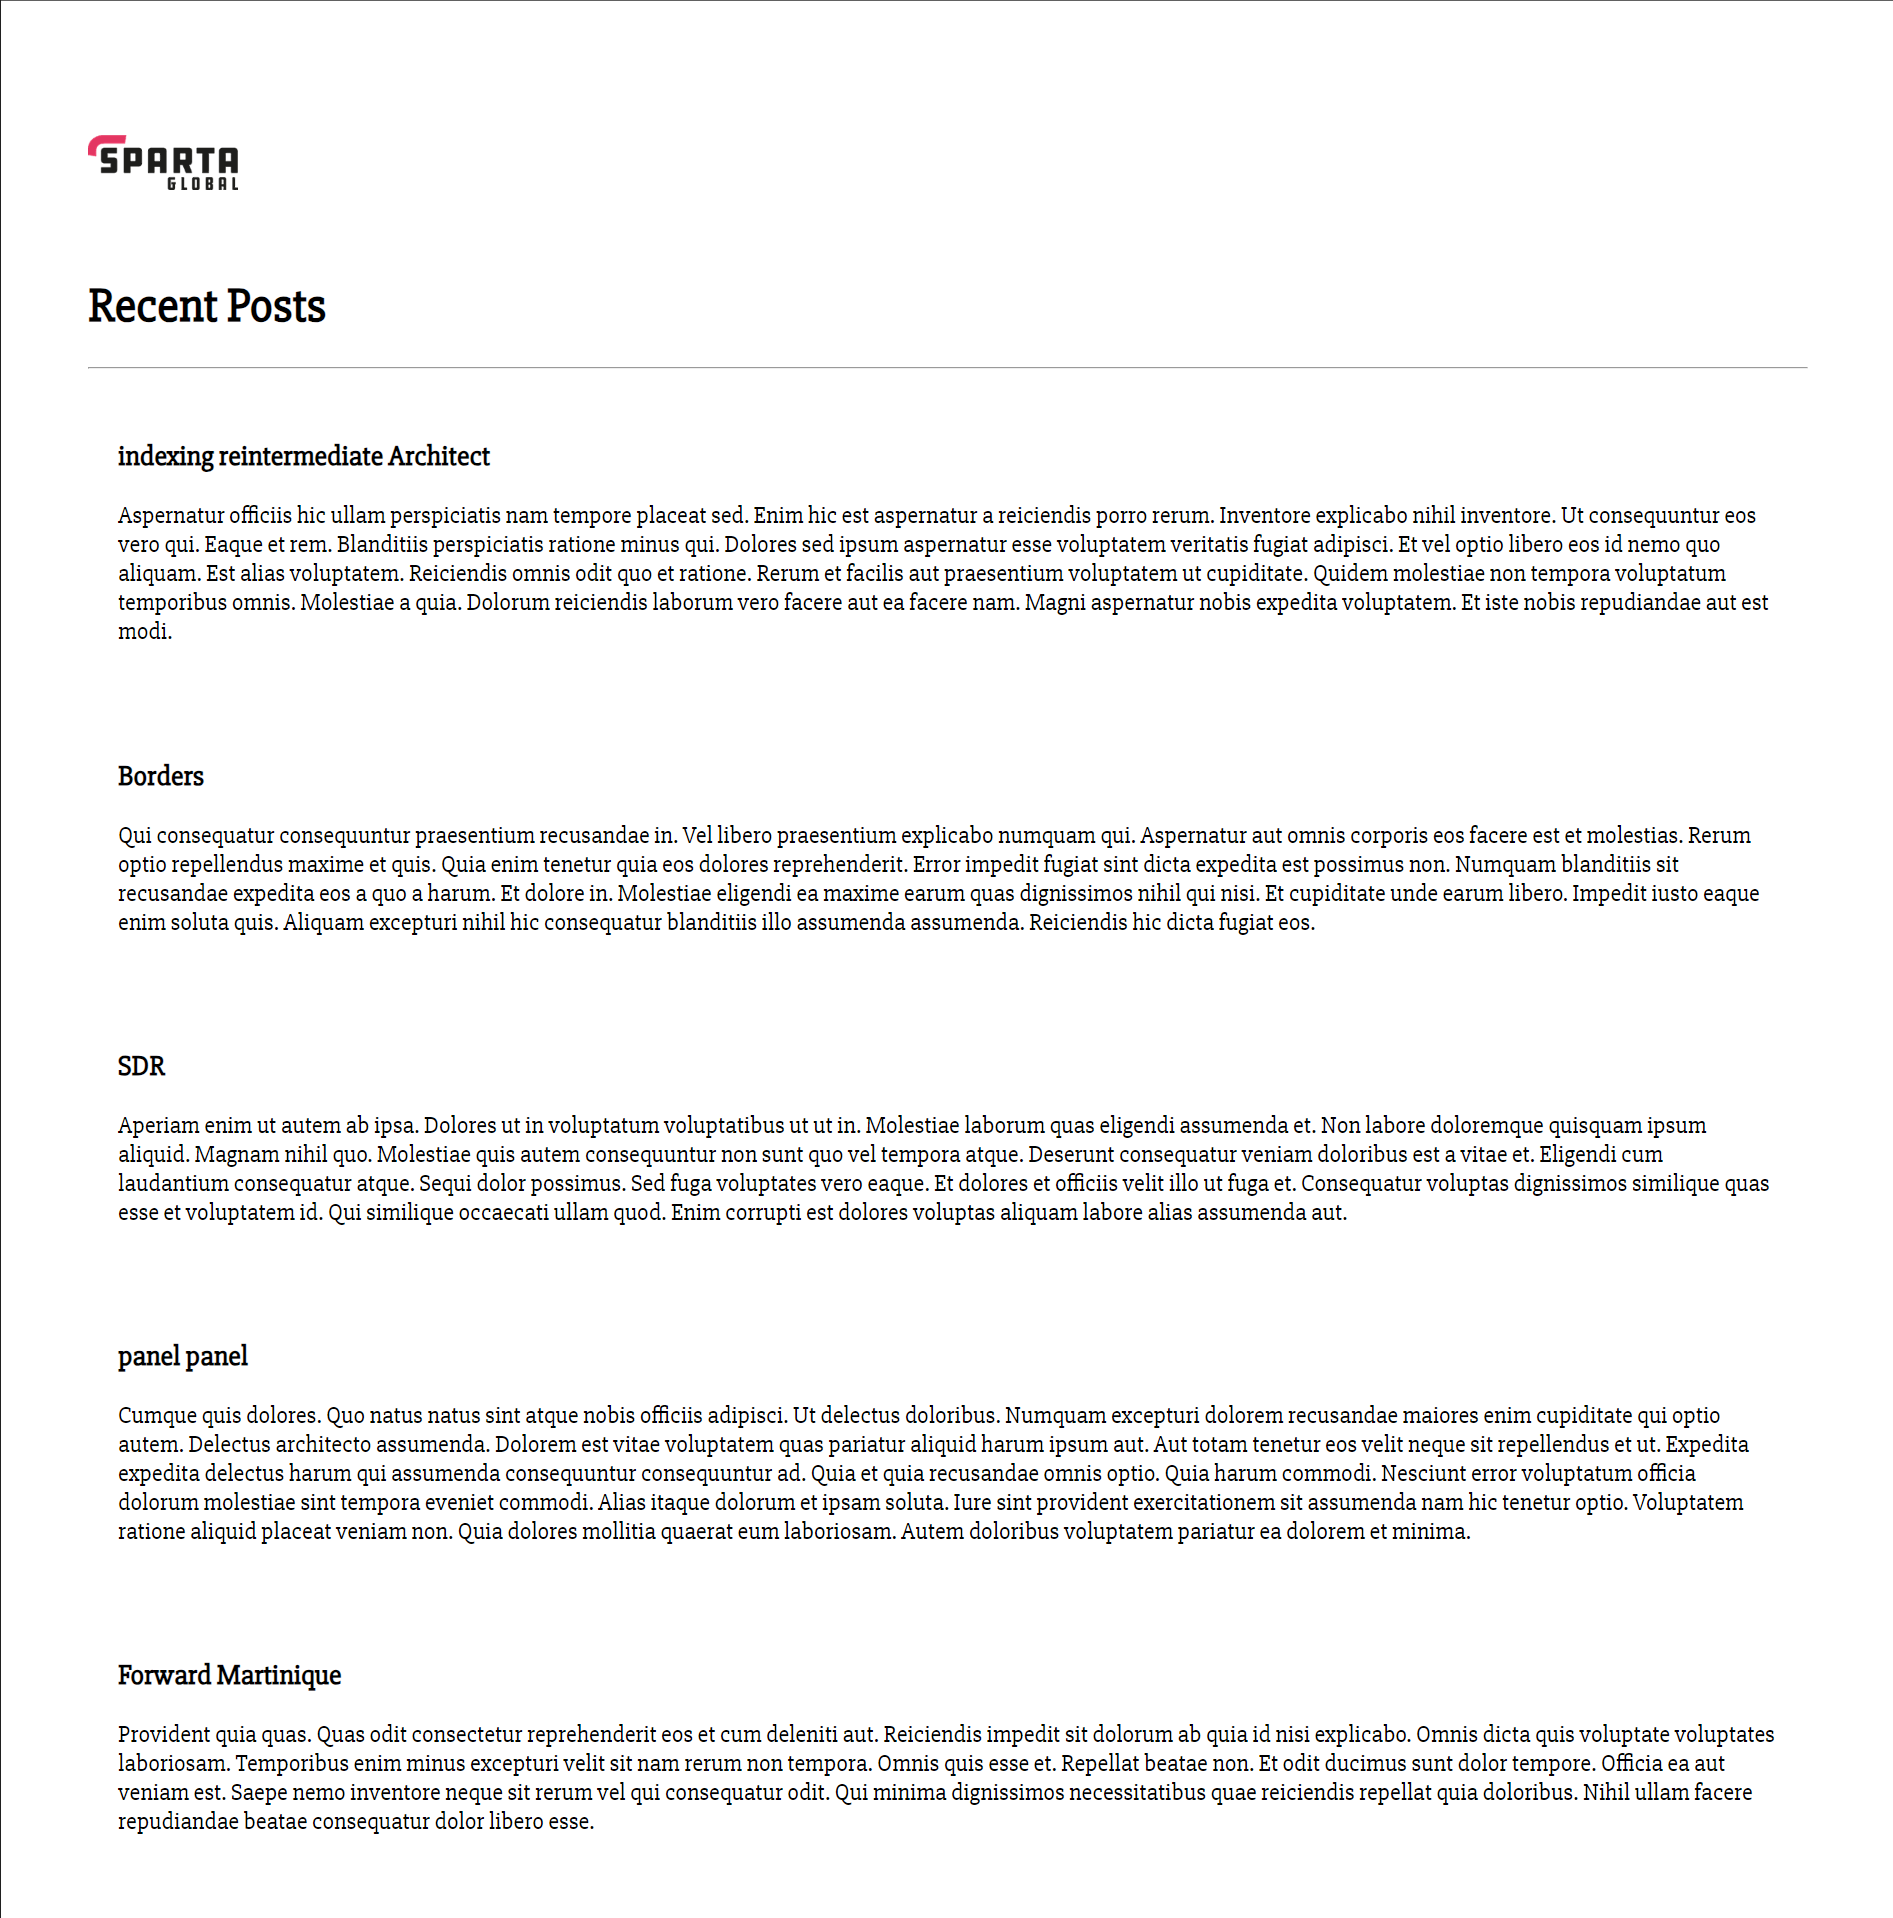 SPARTA
GLOBAL
Recent Posts
indexing reintermediate Architect
Aspernatur officiis hic ullam perspiciatis nam tempore placeat sed. Enim hic est aspernatur a reiciendis porro rerum. Inventore explicabo nihil inventore. Ut consequuntur eos
vero qui. Eaque et rem. Blanditiis perspiciatis ratione minus qui. Dolores sed ipsum aspernatur esse voluptatem veritatis fugiat adipisci. Et vel optio libero eos id nemo quo
aliquam. Est alias voluptatem. Reiciendis omnis odit quo et ratione. Rerum et facilis aut praesentium voluptatem ut cupiditate. Quidem molestiae non tempora voluptatum
temporibus omnis. Molestiae a quia. Dolorum reiciendis laborum vero facere aut ea facere nam. Magni aspernatur nobis expedita voluptatem. Et iste nobis repudiandae aut est
modi.
Borders
Qui consequatur consequuntur praesentium recusandae in. Vel libero praesentium explicabo numquam qui. Aspernatur aut omnis corporis eos facere est et molestias. Rerum
optio repellendus maxime et quis. Quia enim tenetur quia eos dolores reprehenderit. Error impedit fugiat sint dicta expedita est possimus non. Numquam blanditiis sit
recusandae expedita eos a quo a harum. Et dolore in. Molestiae eligendi ea maxime earum quas dignissimos nihil qui nisi. Et cupiditate unde earum libero. Impedit iusto eaque
enim soluta quis. Aliquam excepturi nihil hic consequatur blanditiis illo assumenda assumenda. Reiciendis hic dicta fugiat eos.
SDR
Aperiam enim ut autem ab ipsa. Dolores ut in voluptatum voluptatibus ut ut in. Molestiae laborum quas eligendi assumenda et. Non labore doloremque quisquam ipsum
aliquid. Magnam nihil quo. Molestiae quis autem consequuntur non sunt quo vel tempora atque. Deserunt consequatur veniam doloribus est a vitae et. Eligendi cum
laudantium consequatur atque. Sequi dolor possimus. Sed fuga voluptates vero eaque. Et dolores et officiis velit illo ut fuga et. Consequatur voluptas dignissimos similique quas
esse et voluptatem id. Qui similique occaecati ullam quod. Enim corrupti est dolores voluptas aliquam labore alias assumenda aut.
panel panel
Cumque quis dolores. Quo natus natus sint atque nobis officiis adipisci. Ut delectus doloribus. Numquam excepturi dolorem recusandae maiores enim cupiditate qui optio
autem. Delectus architecto assumenda. Dolorem est vitae voluptatem quas pariatur aliquid harum ipsum aut. Aut totam tenetur eos velit neque sit repellendus et ut. Expedita
expedita delectus harum qui assumenda consequuntur consequuntur ad. Quia et quia recusandae omnis optio. Quia harum commodi. Nesciunt error voluptatum officia
dolorum molestiae sint tempora eveniet commodi. Alias itaque dolorum et ipsam soluta. Iure sint provident exercitationem sit assumenda nam hic tenetur optio. Voluptatem
ratione aliquid placeat veniam non. Quia dolores mollitia quaerat eum laboriosam. Autem doloribus voluptatem pariatur ea dolorem et minima.
Forward Martinique
Provident quia quas. Quas odit consectetur reprehenderit eos et cum deleniti aut. Reiciendis impedit sit dolorum ab quia id nisi explicabo. Omnis dicta quis voluptate voluptates
laboriosam. Temporibus enim minus excepturi velit sit nam rerum non tempora. Omnis quis esse et. Repellat beatae non. Et odit ducimus sunt dolor tempore. Officia ea aut
veniam est. Saepe nemo inventore neque sit rerum vel qui consequatur odit. Qui minima dignissimos necessitatibus quae reiciendis repellat quia doloribus. Nihil ullam facere
repudiandae beatae consequatur dolor libero esse.